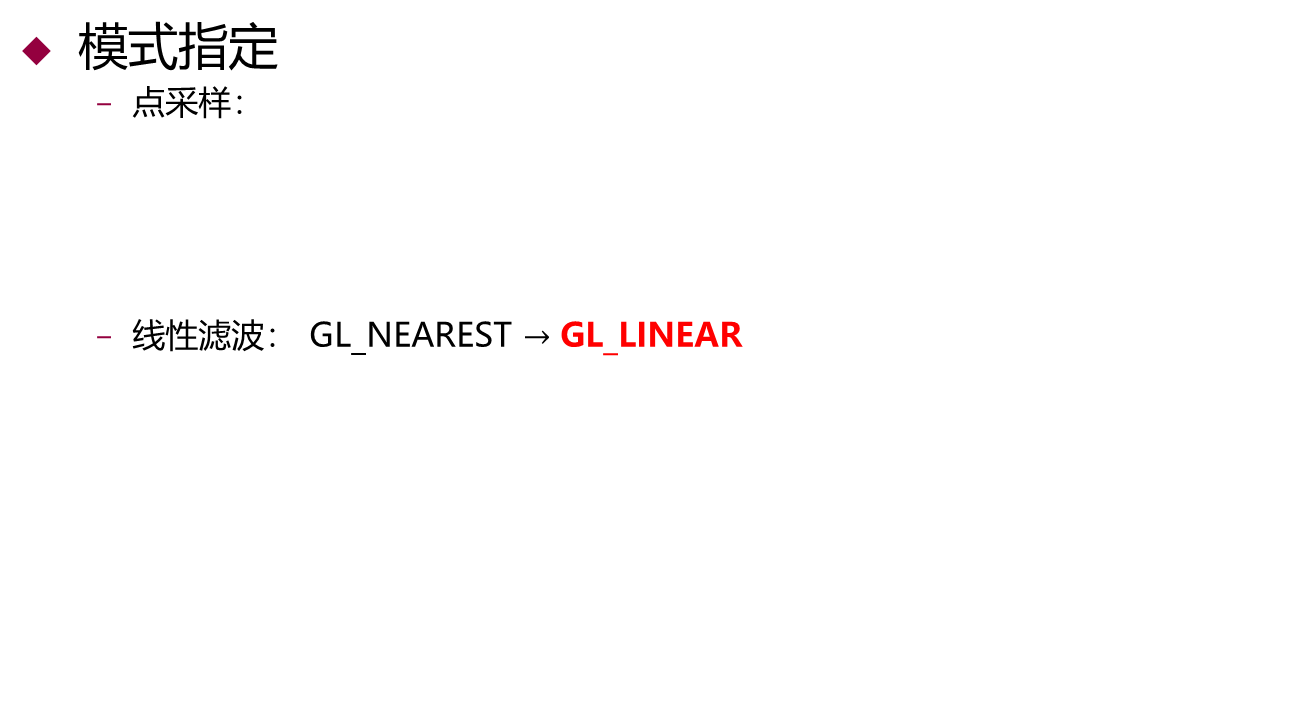 ◆ 模式指定
– 点采样：
– 线性滤波： GL_NEAREST → GL_LINEAR